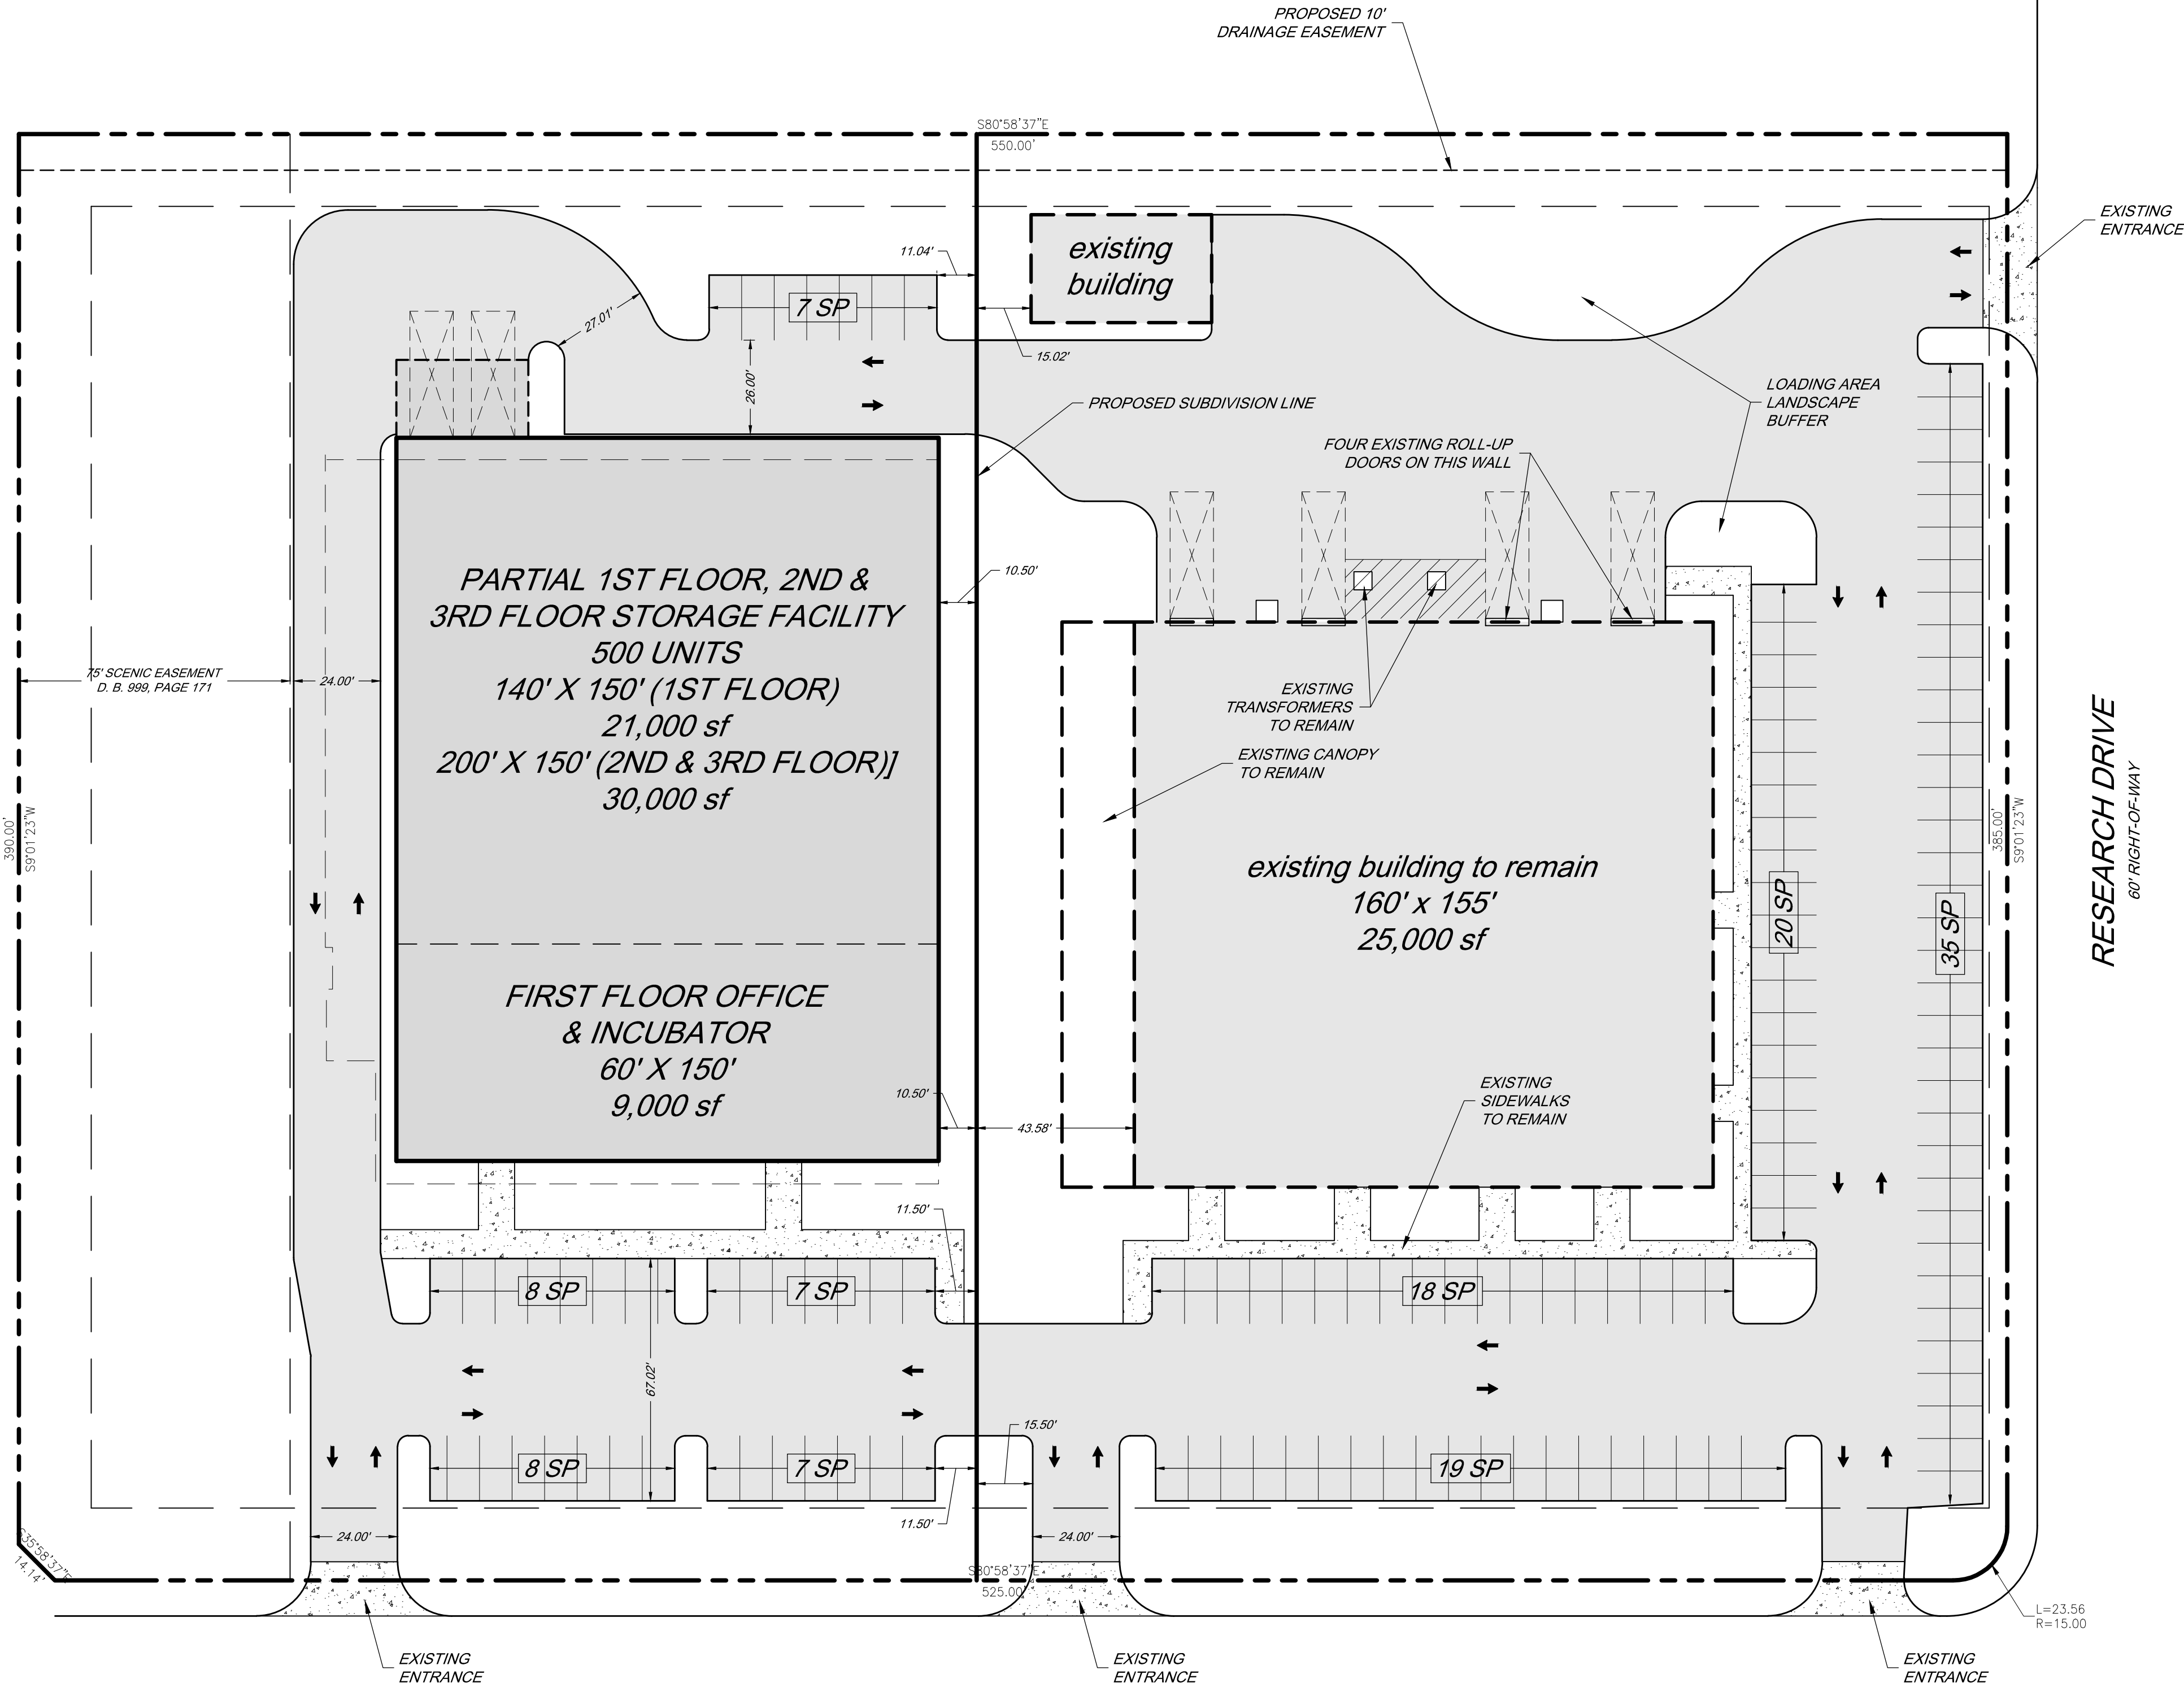 PROPOSED 10'
DRAINAGE EASEMENT
S80°58'37"E
550.00'
EXISTING
ENTRANCE
existing
building
11.04'
7 SP
27.01'
15.02'
26.00'
PROPOSED SUBDIVISION LINE
LOADING AREA
LANDSCAPE
BUFFER
FOUR EXISTING ROLL-UP
DOORS ON THIS WALL
PARTIAL 1ST FLOOR, 2ND &
3RD FLOOR STORAGE FACILITY
500 UNITS
140' X 150' (1ST FLOOR)
21,000 sf
200' X 150' (2ND & 3RD FLOOR)]
30,000 sf
10.50'
75' SCENIC EASEMENT
D. B. 999, PAGE 171
24.00'
EXISTING
TRANSFORMERS
TO REMAIN
EXISTING CANOPY
TO REMAIN
RESEARCH DRIVE
60' RIGHT-OF-WAY
390.00'
S9°01'23"W
385.00'
S9°01'23"W
existing building to remain
160' x 155'
25,000 sf
20 SP
35 SP
FIRST FLOOR OFFICE
& INCUBATOR
60' X 150'
9,000 sf
10.50'
43.58'
EXISTING
SIDEWALKS
TO REMAIN
11.50'
8 SP
7 SP
18 SP
67.02'
15.50'
8 SP
7 SP
19 SP
11.50'
24.00'
24.00'
S35°58'37"E
14.14'
S80°58'37"E
525.00'
L=23.56
R=15.00
EXISTING
ENTRANCE
EXISTING
ENTRANCE
EXISTING
ENTRANCE